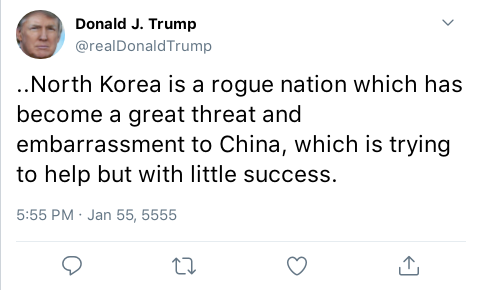 Donald J. Trump
@realDonaldTrump
..North Korea is a rogue nation which has
become a great threat and
embarrassment to China, which is trying
to help but with little success.
5:55 PM · Jan 55, 5555